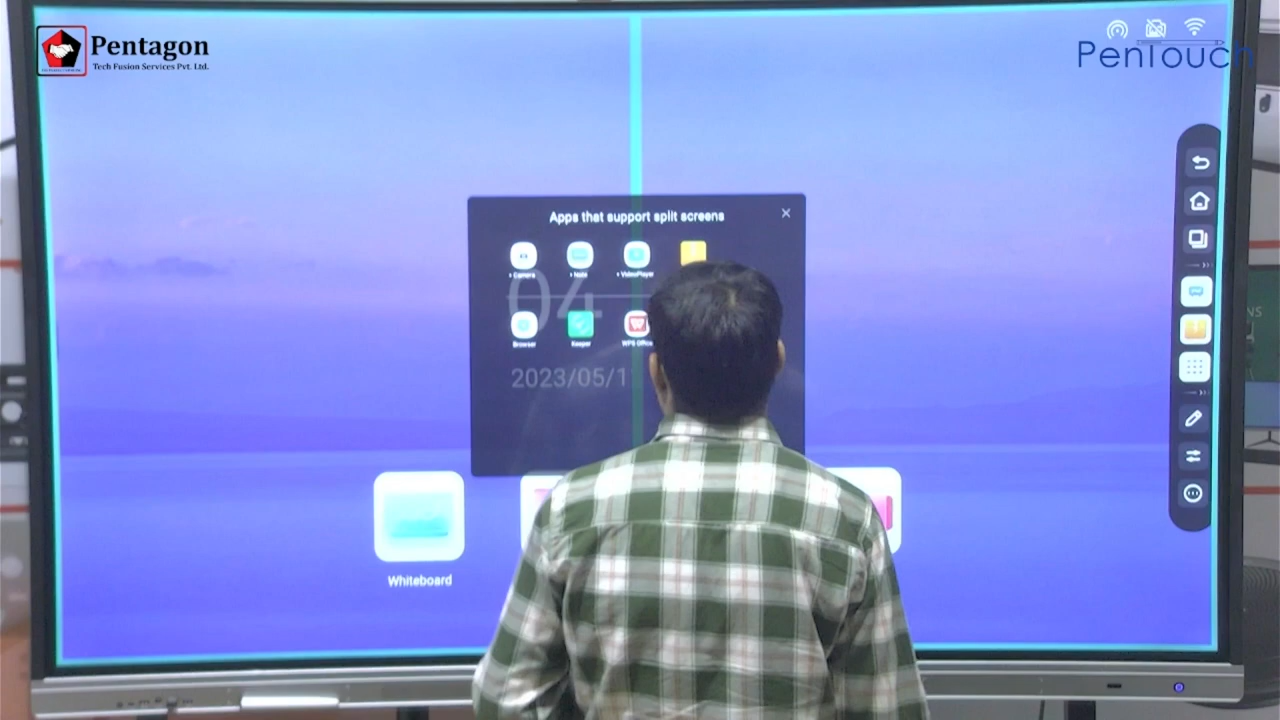 Pentagon
Tech Fusion Services Pvt. Ltd.
PenTouch
Apps that support split screens
Camera
Note
VideoPlayer
04
Browser
Keeper
WPS Office
2023/05/1
Whiteboard